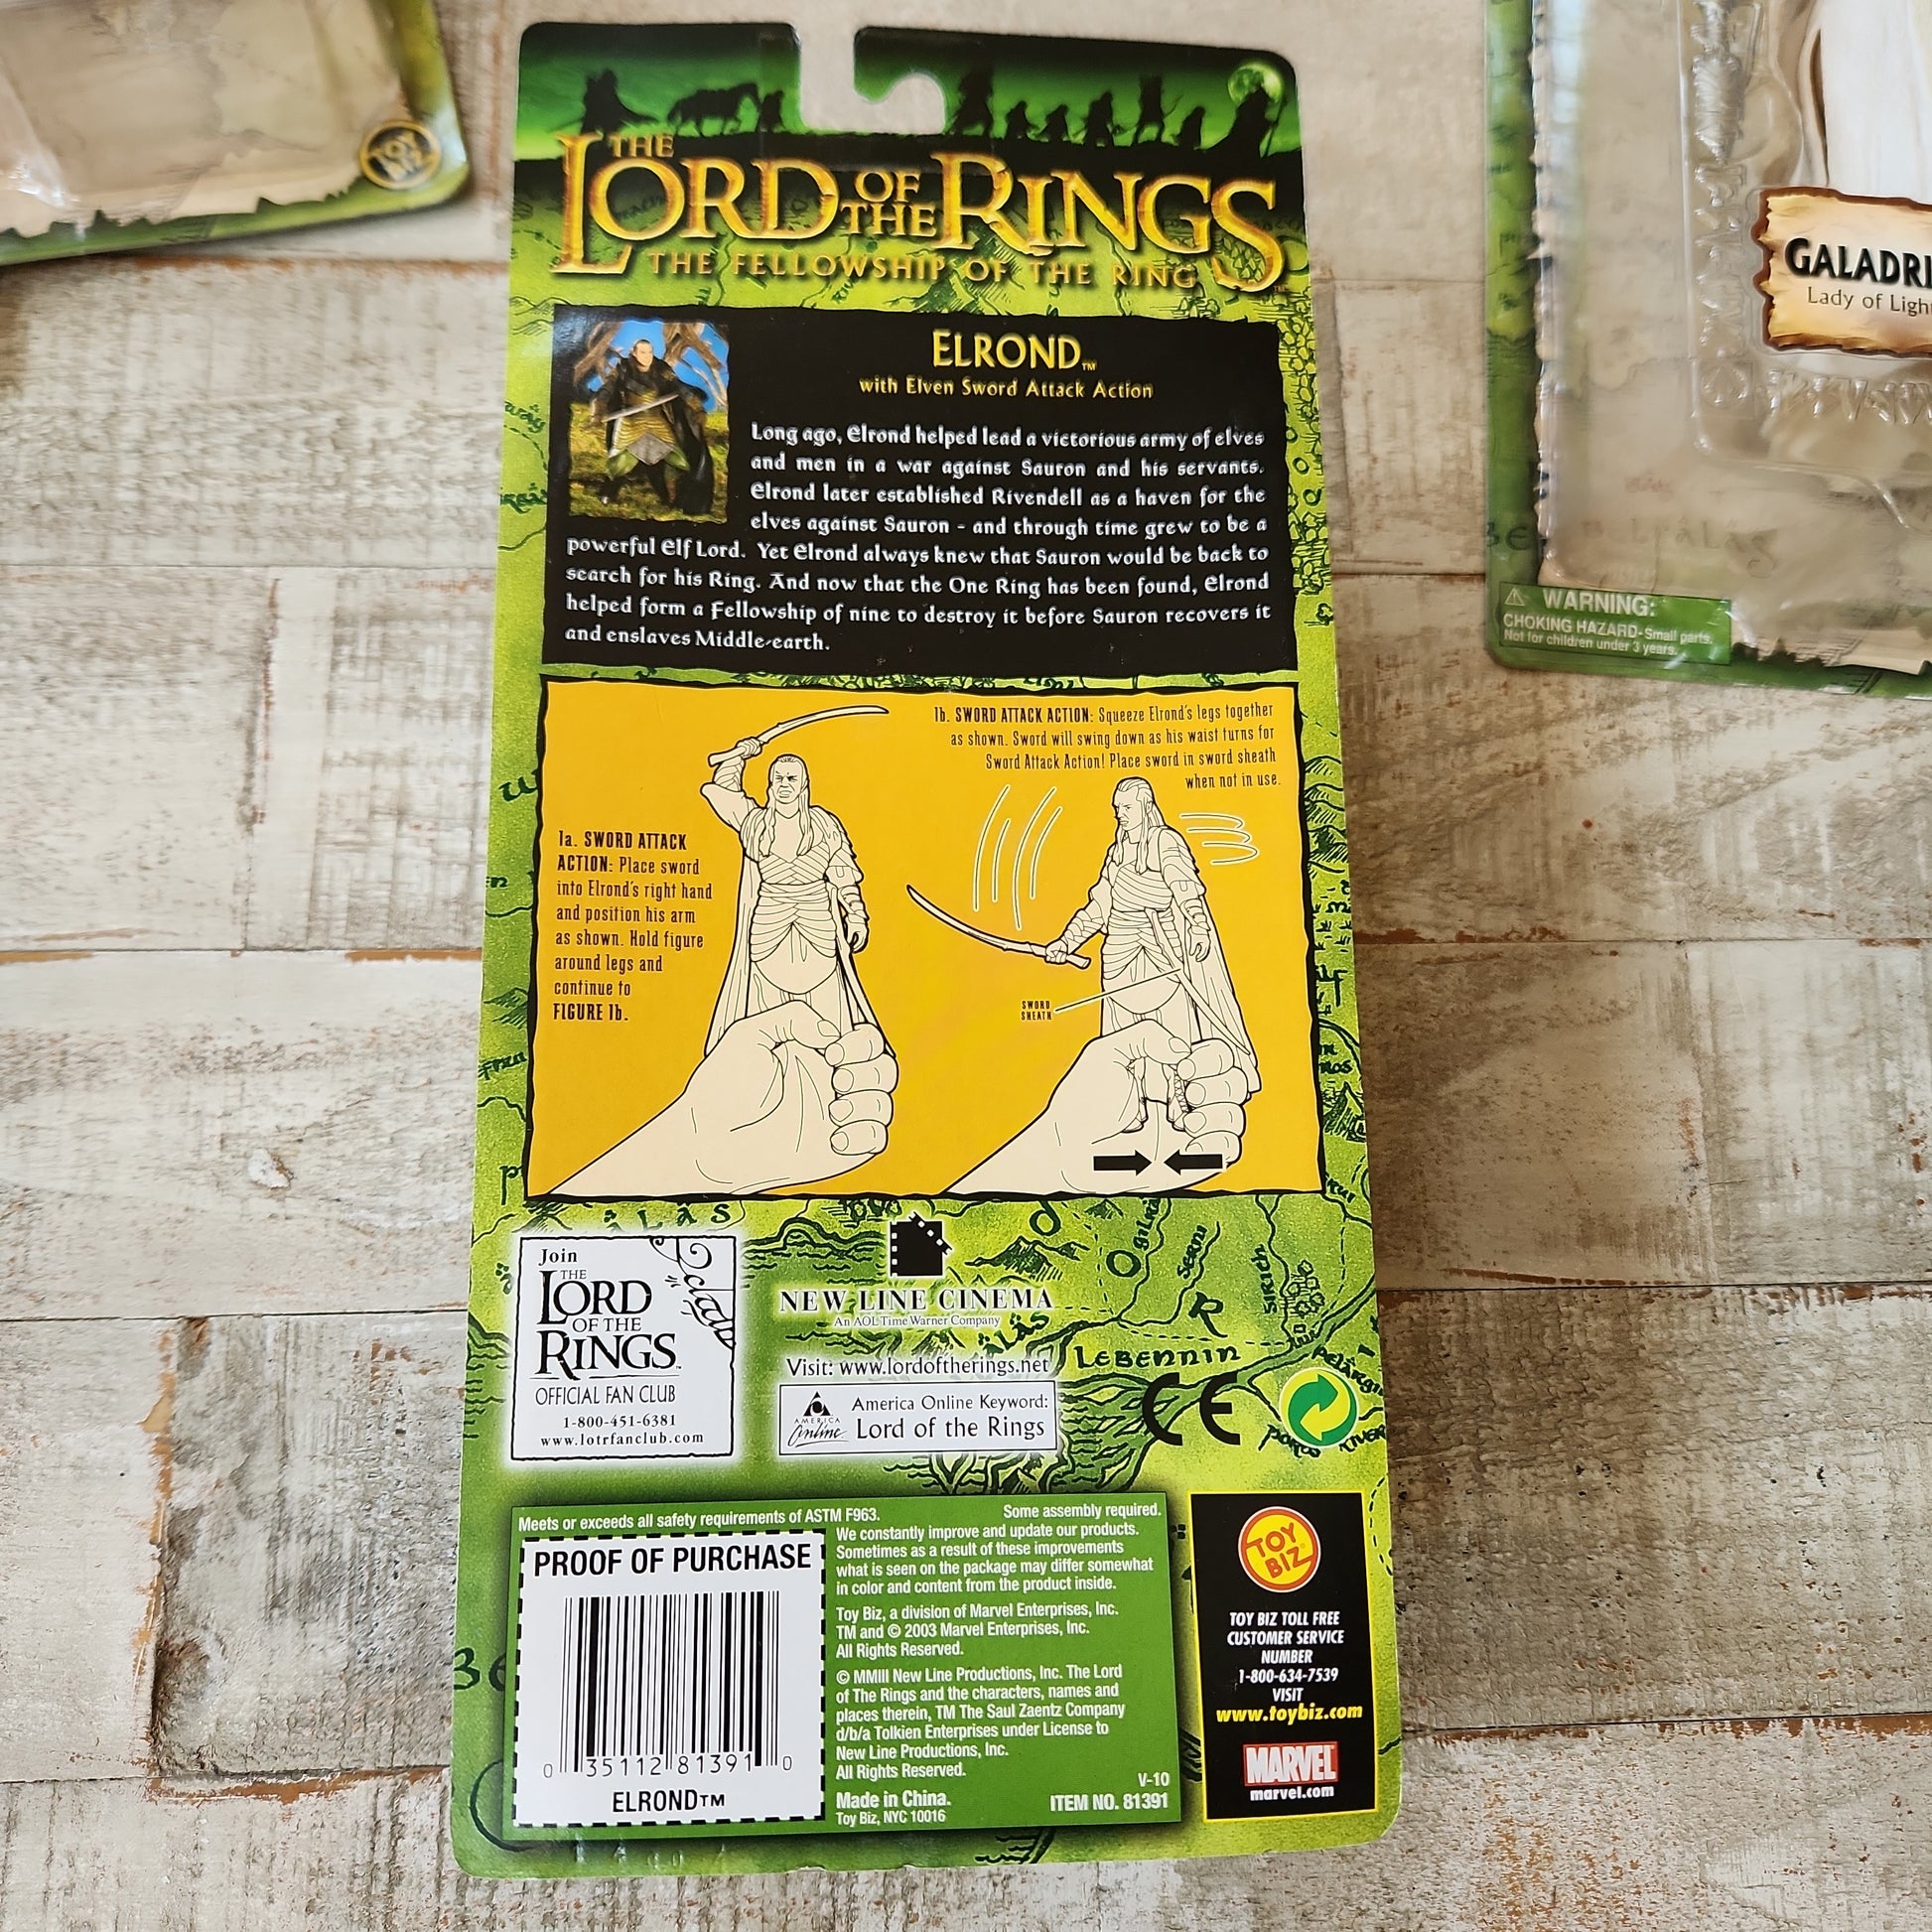 THE
LORD OF THE RINGS
THE FELLOWSHIP OF THE RING
ELROND™
with Elven Sword Attack Action
Long ago, Elrond helped lead a victorious army of elves
and men in a war against Sauron and his servants.
Elrond later established Rivendell as a haven for the
elves against Sauron - and through time grew to be a
powerful Elf Lord. Yet Elrond always knew that Sauron would be back to
search for his Ring. And now that the One Ring has been found, Elrond
helped form a Fellowship of nine to destroy it before Sauron recovers it
and enslaves Middle-earth.
1a. SWORD ATTACK
ACTION: Place sword
into Elrond's right hand
and position his arm
as shown. Hold figure
around legs and
continue to
FIGURE 1b.
1b. SWORD ATTACK ACTION: Squeeze Elrond's legs together
as shown. Sword will swing down as his waist turns for
Sword Attack Action! Place sword in sword sheath
when not in use.
SWORD
SHEATH
Join
THE
LORD
OF THE
RINGS™
OFFICIAL FAN CLUB
1-800-451-6381
www.lotrfanclub.com
NEW LINE CINEMA
An AOL Time Warner Company
Visit: www.lordoftherings.net
AMERICA
Online
America Online Keyword:
Lord of the Rings
LEBENNIN
CE
Meets or exceeds all safety requirements of ASTM F963.
Some assembly required.
PROOF OF PURCHASE
0 35112 81391 0
ELROND™
We constantly improve and update our products.
Sometimes as a result of these improvements
what is seen on the package may differ somewhat
in color and content from the product inside.
Toy Biz, a division of Marvel Enterprises, Inc.
TM and © 2003 Marvel Enterprises, Inc.
All Rights Reserved.
© MMIII New Line Productions, Inc. The Lord
of The Rings and the characters, names and
places therein, TM The Saul Zaentz Company
d/b/a Tolkien Enterprises under License to
New Line Productions, Inc.
All Rights Reserved.
Made in China.
Toy Biz, NYC 10016
V-10
ITEM NO. 81391
TOY
BIZ
TOY BIZ TOLL FREE
CUSTOMER SERVICE
NUMBER
1-800-634-7539
VISIT
www.toybiz.com
MARVEL
marvel.com
TOY
BIZ
GALADRI
Lady of Ligh
WARNING:
CHOKING HAZARD-Small parts.
Not for children under 3 years.